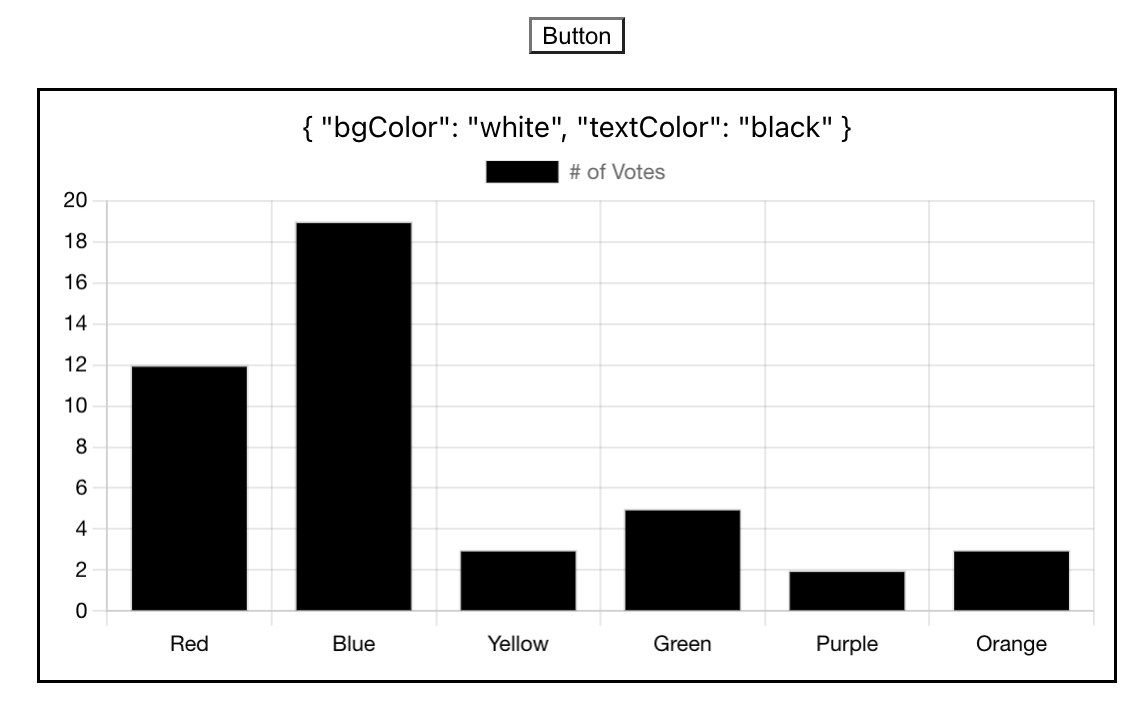 Button
{ "bgColor": "white", "textColor": "black" }
# of Votes
20
18
16
14
12
10
8
6
4
2
0
Red Blue Yellow Green Purple Orange